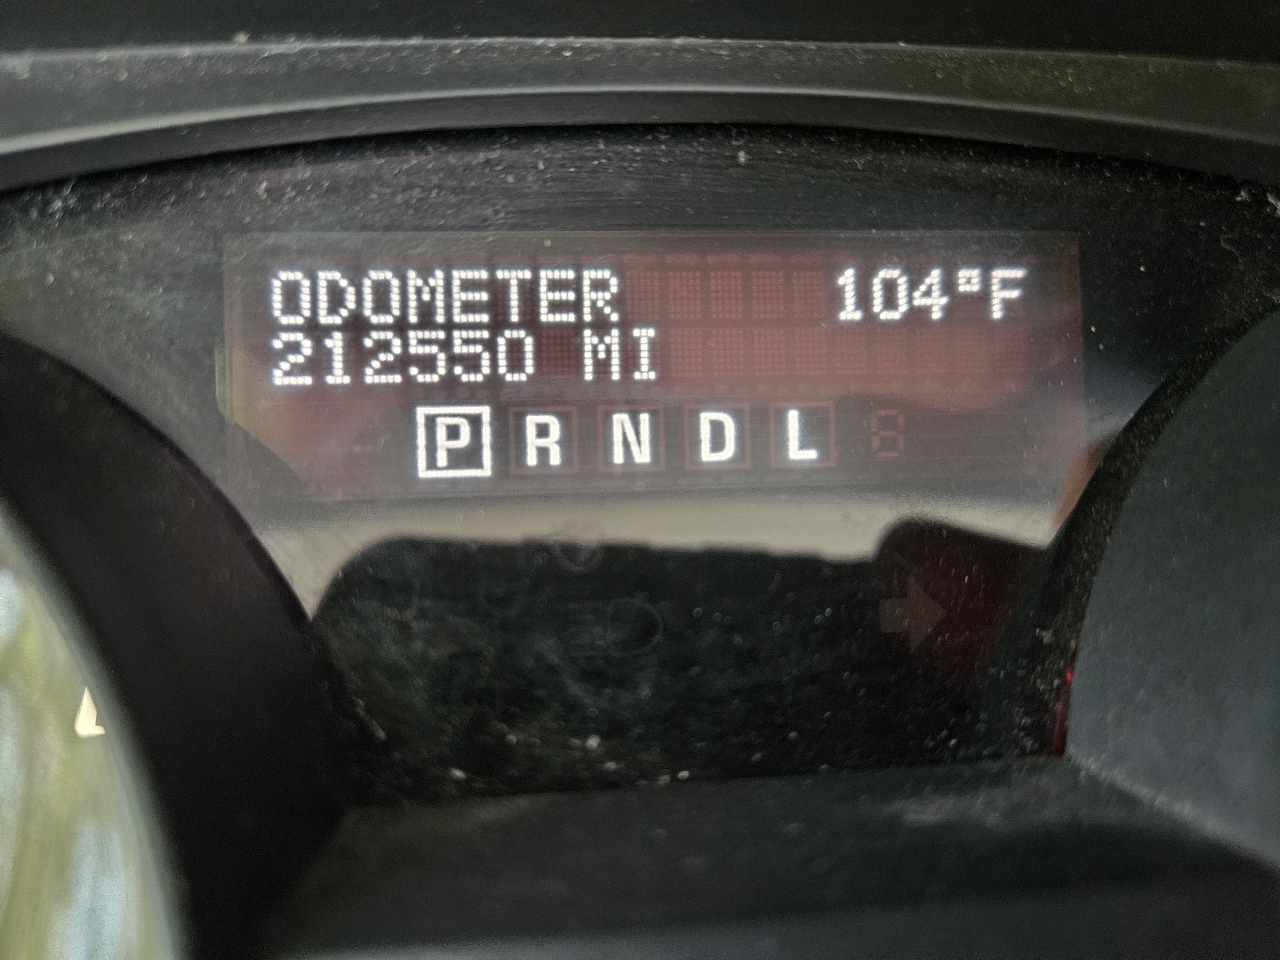 ODOMETER 104°F
212550 MI
P R N D L